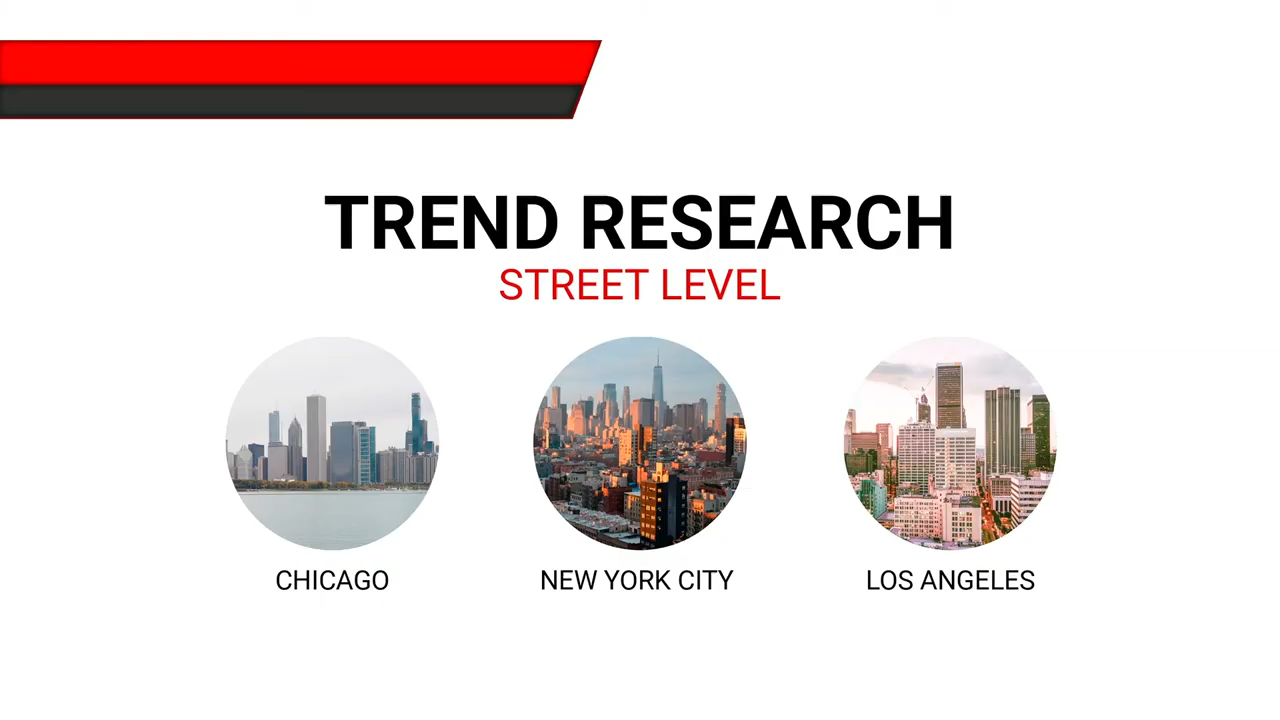 TREND RESEARCH
STREET LEVEL
CHICAGO
NEW YORK CITY
LOS ANGELES